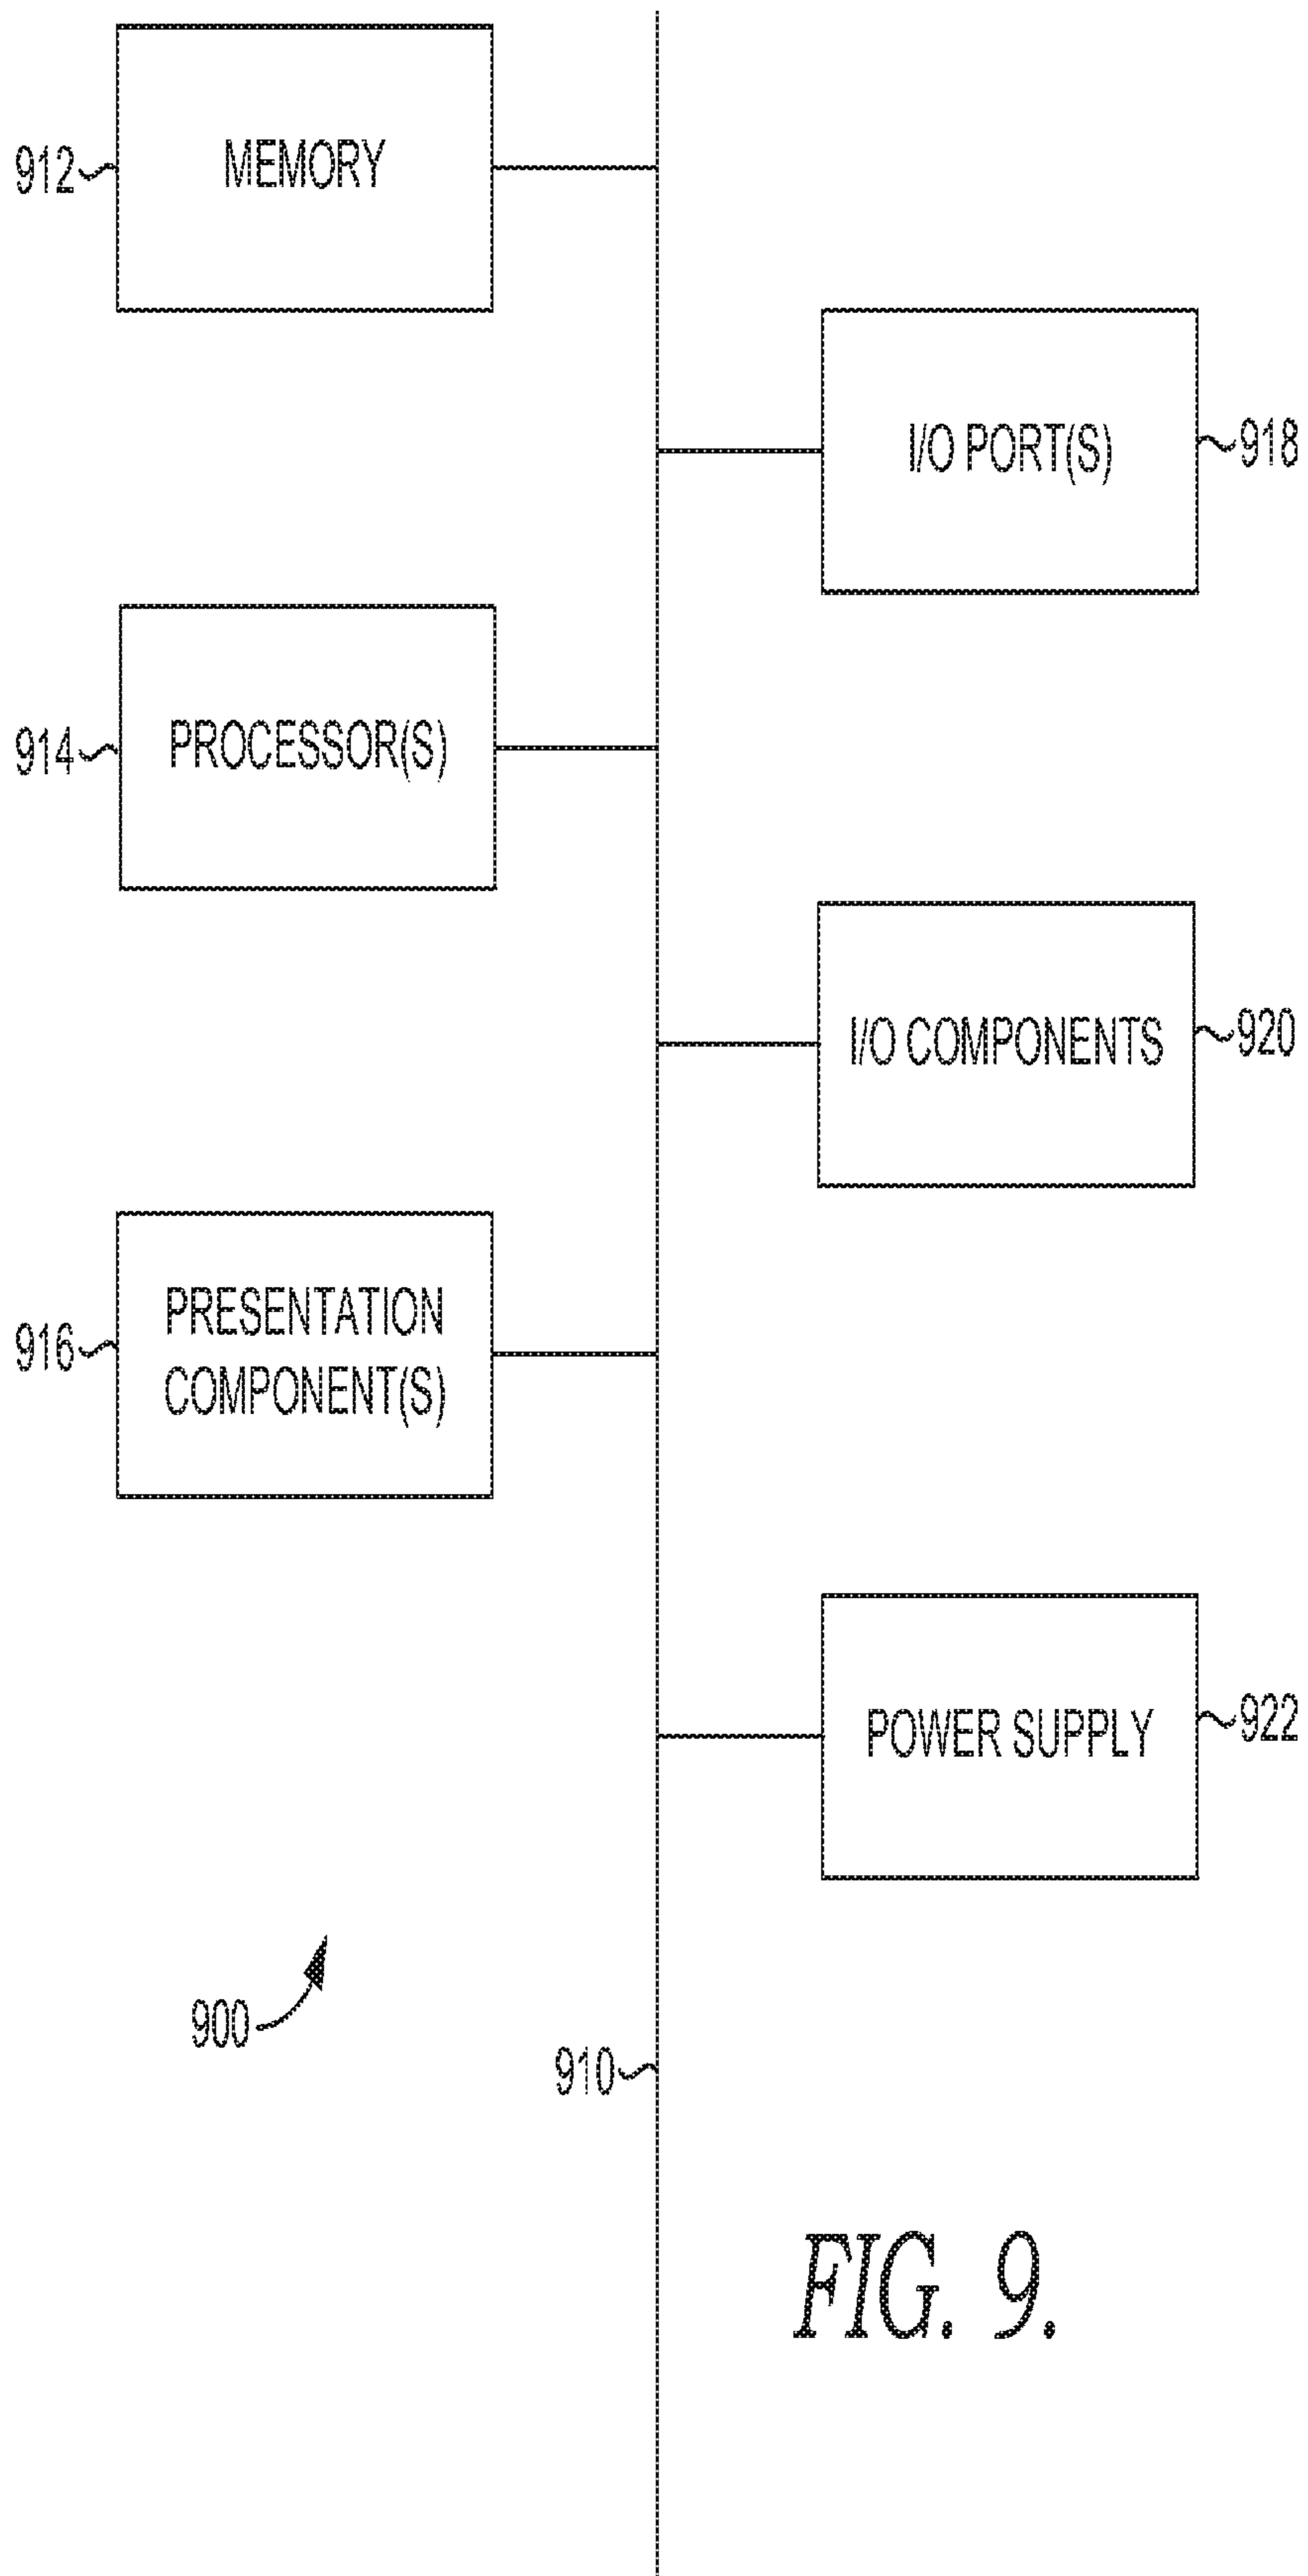 MEMORY
912
I/O PORT(S)
918
PROCESSOR(S)
914
I/O COMPONENTS
920
PRESENTATION
COMPONENT(S)
916
POWER SUPPLY
922
900
910
FIG. 9.